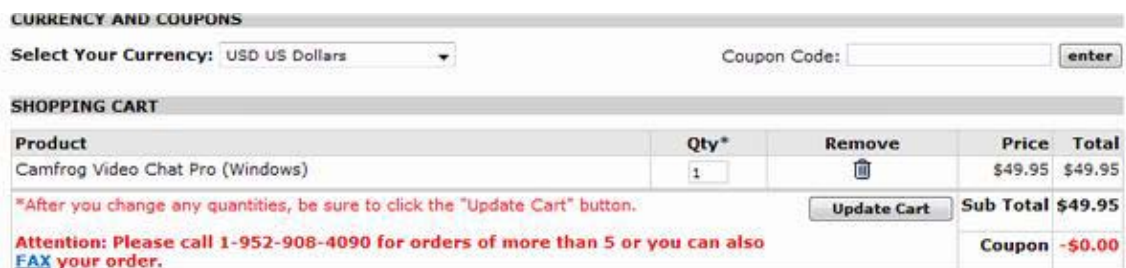 CURRENCY AND COUPONS
Select Your Currency: USD US Dollars Coupon Code: enter
SHOPPING CART
Product Qty* Remove Price Total
Camfrog Video Chat Pro (Windows) 1 $49.95 $49.95
*After you change any quantities, be sure to click the "Update Cart" button. Update Cart Sub Total $49.95
Attention: Please call 1-952-908-4090 for orders of more than 5 or you can also Coupon -$0.00
FAX your order.